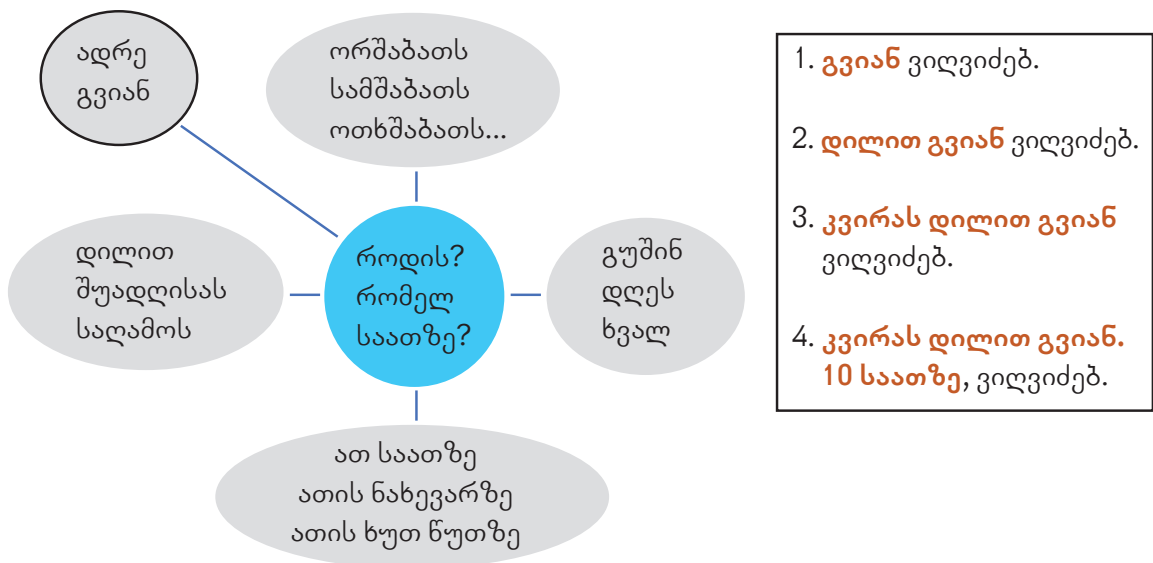 ადრე
გვიან
ორშაბათს
სამშაბათს
ოთხშაბათს...
დილით
შუადღისას
საღამოს
როდის?
რომელ
საათზე?
გუშინ
დღეს
ხვალ
ათ საათზე
ათის ნახევარზე
ათის ხუთ წუთზე
1. გვიან ვიღვიძებ.
2. დილით გვიან ვიღვიძებ.
3. კვირას დილით გვიან
ვიღვიძებ.
4. კვირას დილით გვიან.
10 საათზე, ვიღვიძებ.